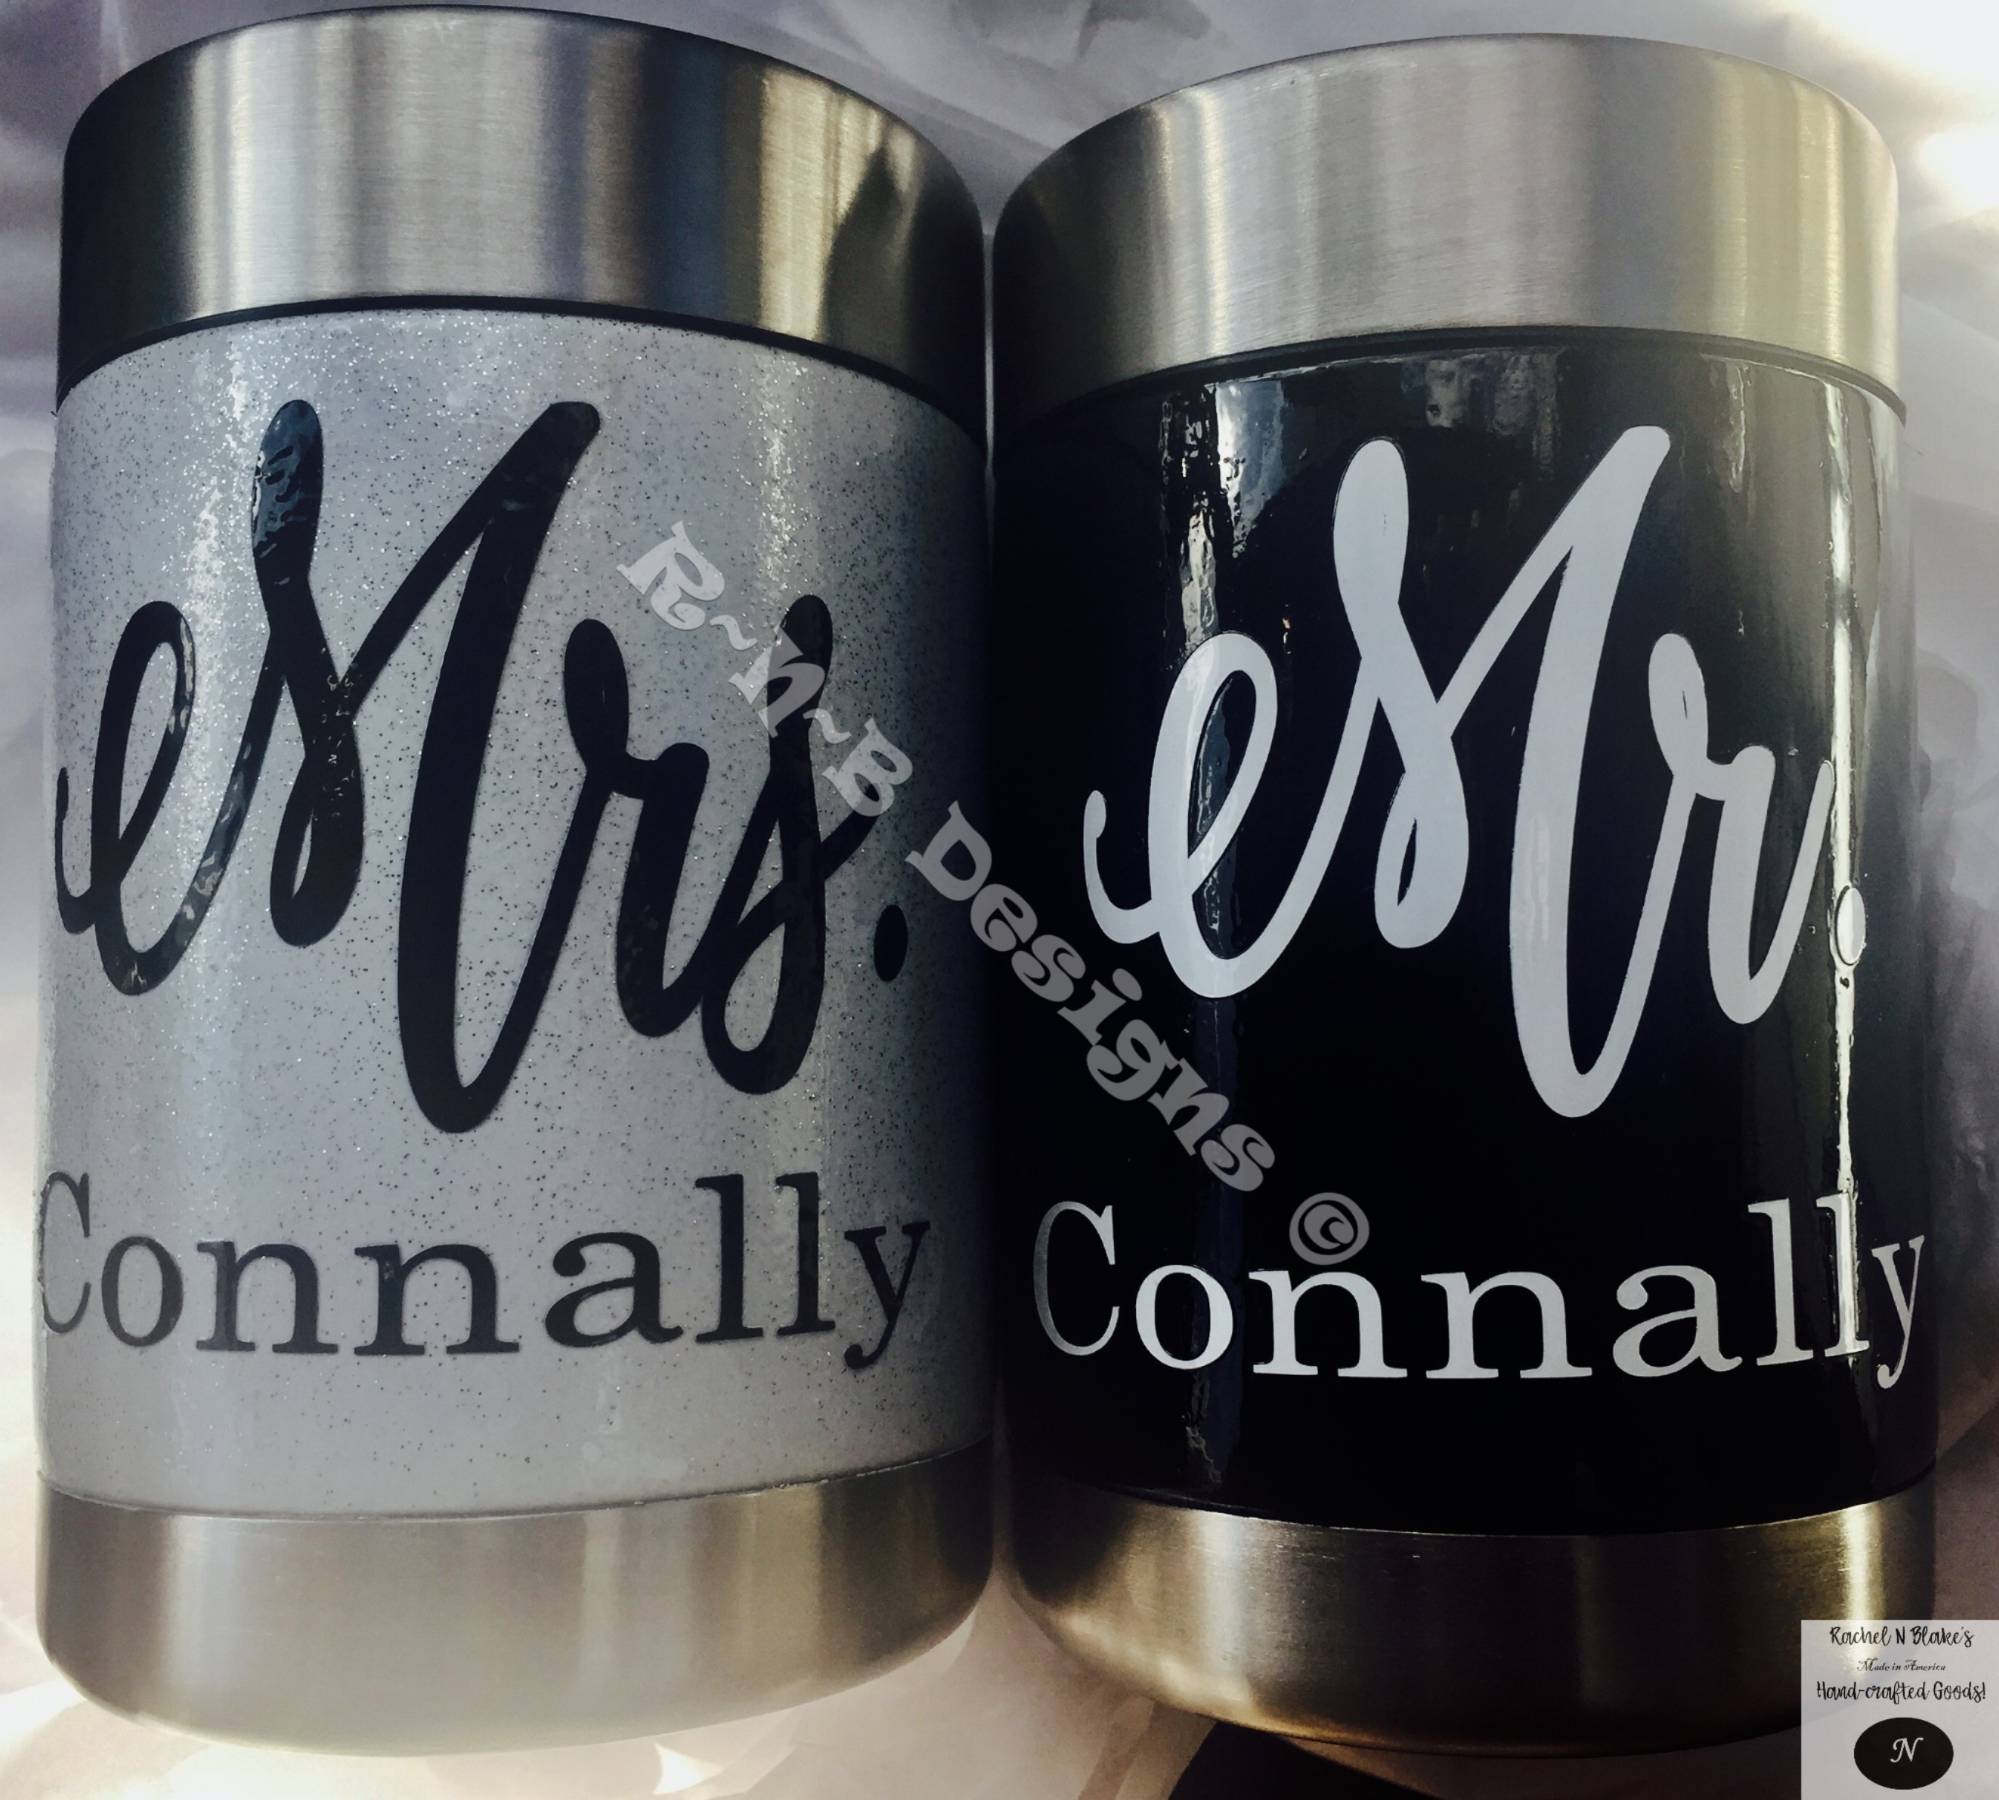 Mrs.
Connally
Mr.
Connally
R~N~B Designs ©
Rachel N Blake's
Made in America
Hand-crafted Goods!
N